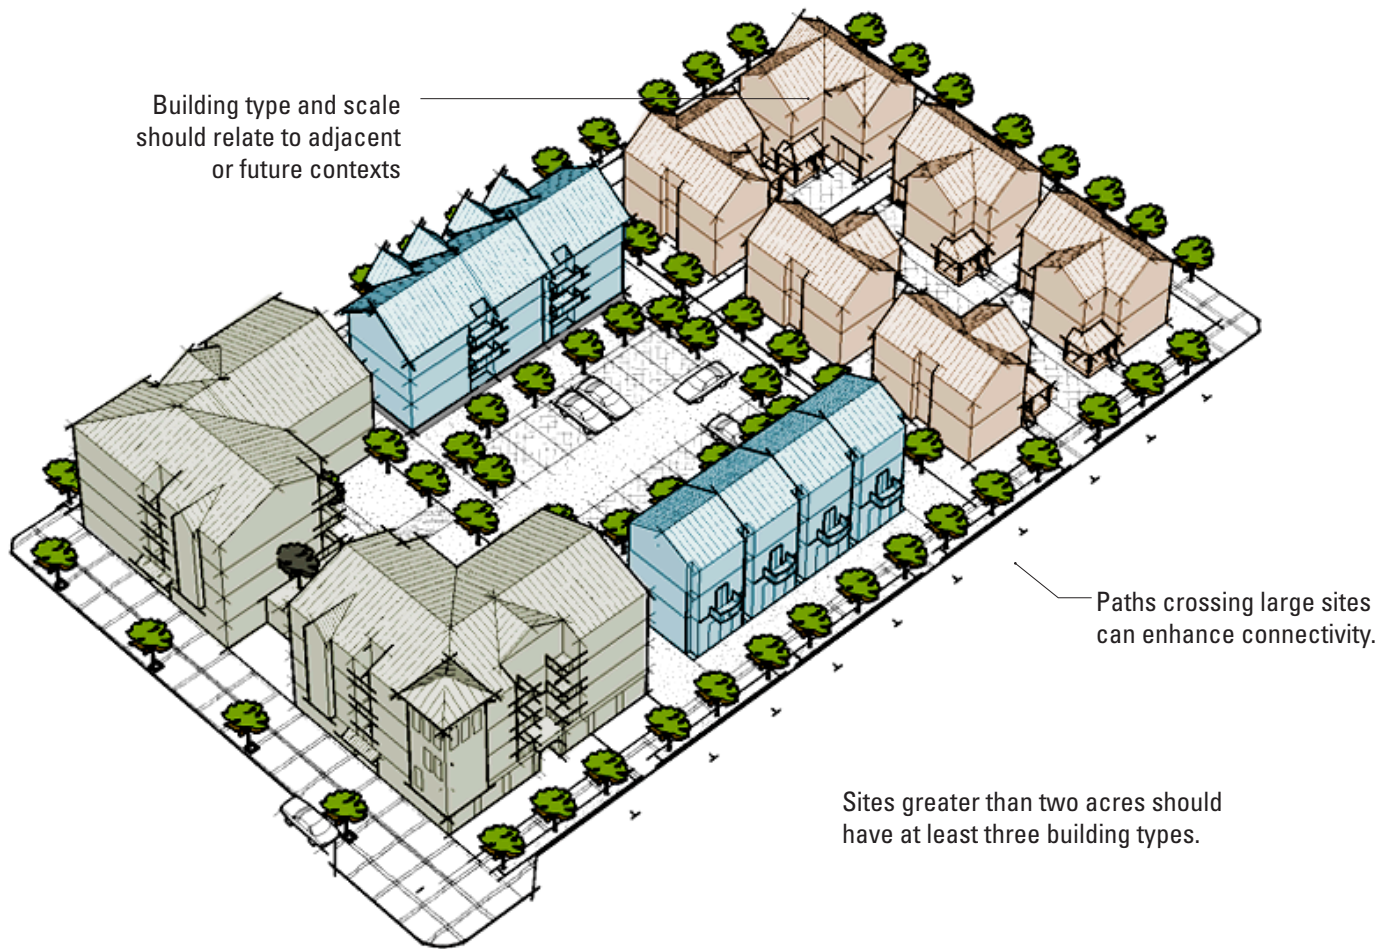 Building type and scale
should relate to adjacent
or future contexts
Paths crossing large sites
can enhance connectivity.
Sites greater than two acres should
have at least three building types.